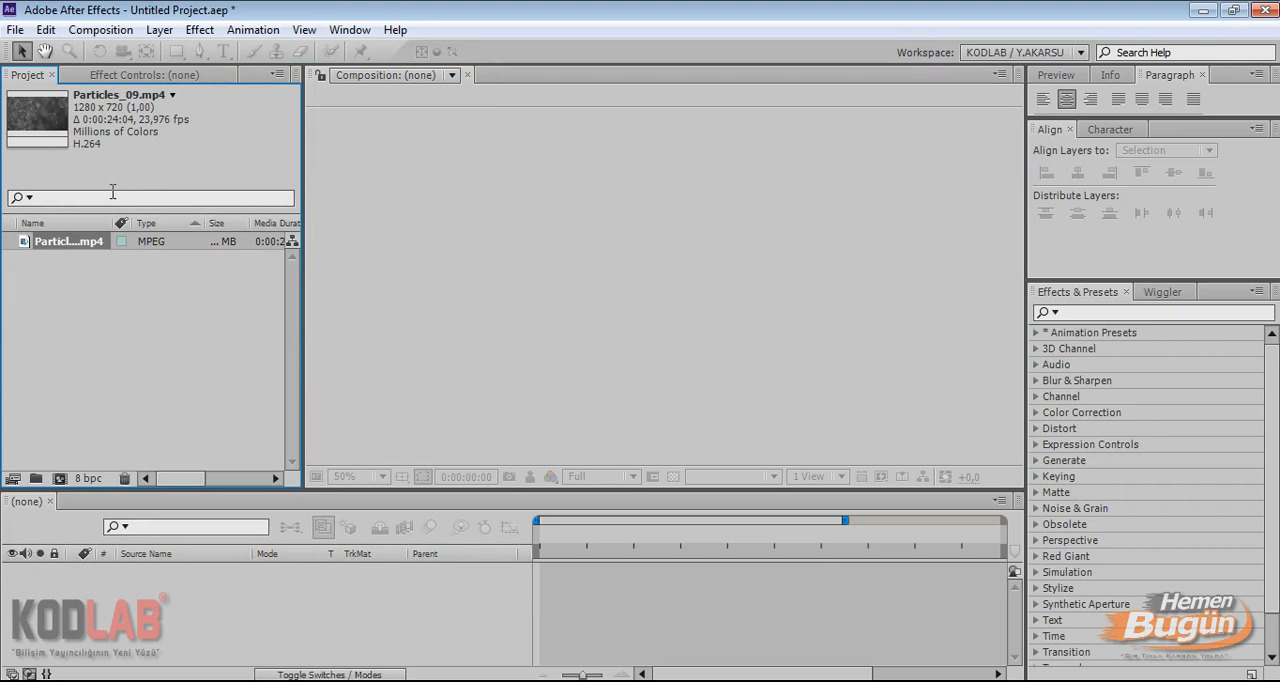 Adobe After Effects - Untitled Project.aep *
File Edit Composition Layer Effect Animation View Window Help
Workspace: KODLAB / Y.AKARSU Search Help
Project Effect Controls: (none)
Composition: (none)
Preview Info Paragraph
Particles_09.mp4
1280 x 720 (1,00)
Δ 0:00:24:04, 23,976 fps
Millions of Colors
H.264
Align Character
Align Layers to: Selection
Distribute Layers:
Name Type Size Media Durat
Particl....mp4 MPEG ... MB 0:00:2
Effects & Presets Wiggler
* Animation Presets
3D Channel
Audio
Blur & Sharpen
Channel
Color Correction
Distort
Expression Controls
Generate
Keying
Matte
Noise & Grain
Obsolete
Perspective
Red Giant
Simulation
Stylize
Synthetic Aperture
Text
Time
Transition
8 bpc
50% 0:00:00:00 Full 1 View +0,0
(none)
# Source Name Mode T TrkMat Parent
KODLAB
"Bilişim Yayıncılığının Yeni Yüzü"
Hemen
Bugün
Toggle Switches / Modes